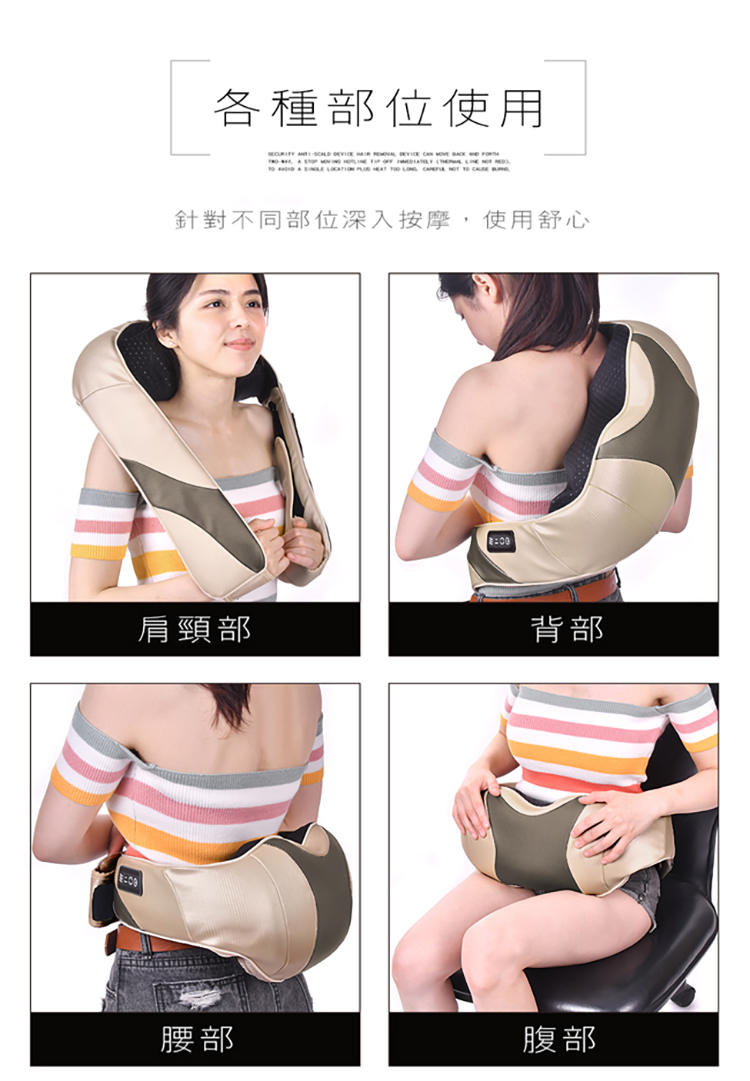 各種部位使用
SECURITY ANTI-SCALD DEVICE HAIR REMOVAL DEVICE CAN MOVE BACK AND FORTH
TWO-WAY, A STOP MOVING HOTLINE TIP OFF IMMEDIATELY (THERMAL LINE NOT RED),
TO AVOID A SINGLE LOCATION PLUS HEAT TOO LONG, CAREFUL NOT TO CAUSE BURNS,
針對不同部位深入按摩，使用舒心
肩頸部
背部
腰部
腹部